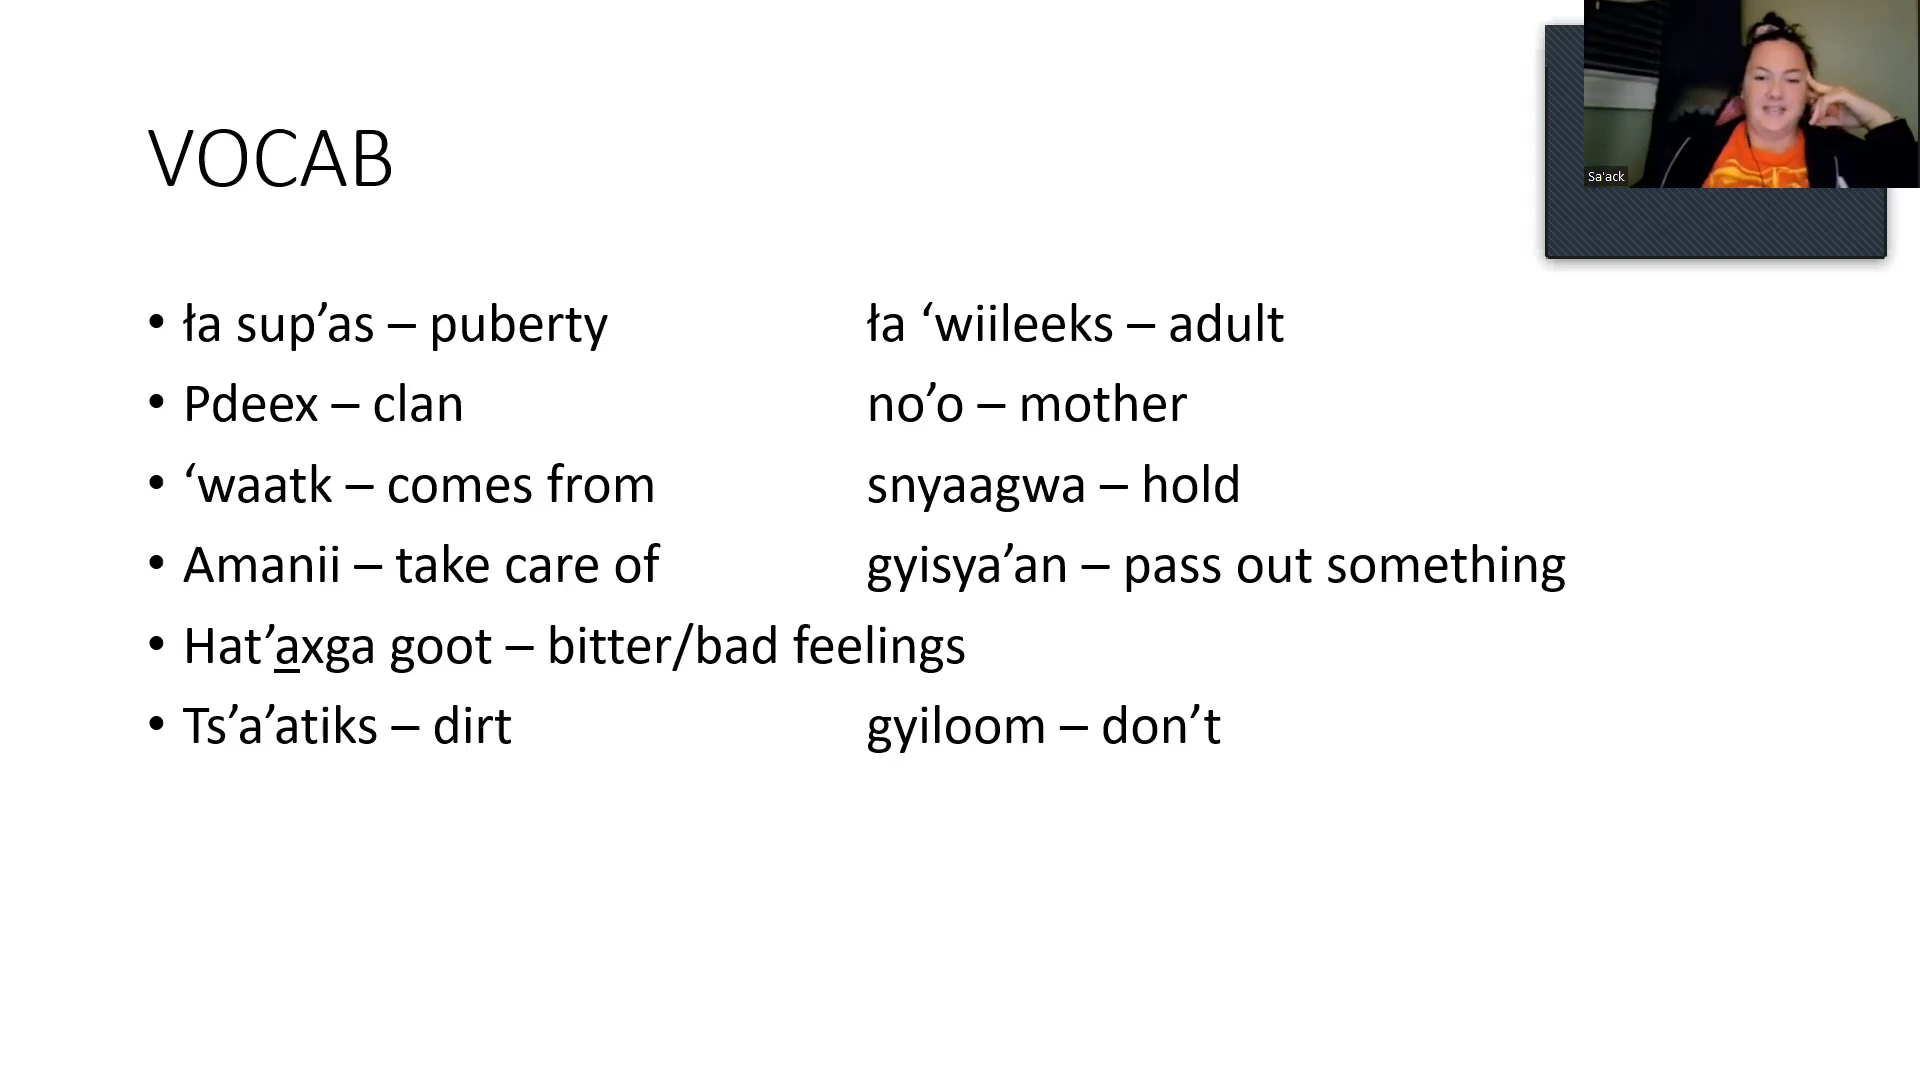 VOCAB
Sa'ack
• ła sup’as – puberty ła ‘wiileeks – adult
• Pdeex – clan no’o – mother
• ‘waatk – comes from snyaagwa – hold
• Amanii – take care of gyisya’an – pass out something
• Hat’a̲xga goot – bitter/bad feelings
• Ts’a’atiks – dirt gyiloom – don’t